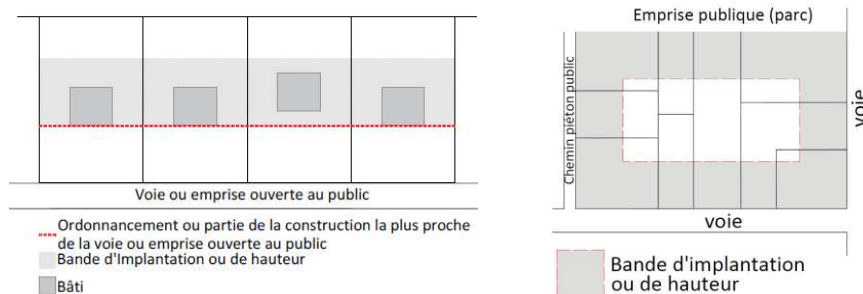 Voie ou emprise ouverte au public
Ordonnancement ou partie de la construction la plus proche
de la voie ou emprise ouverte au public
Bande d'Implantation ou de hauteur
Bâti
Emprise publique (parc)
Chemin piéton public
voie
voie
Bande d'implantation
ou de hauteur